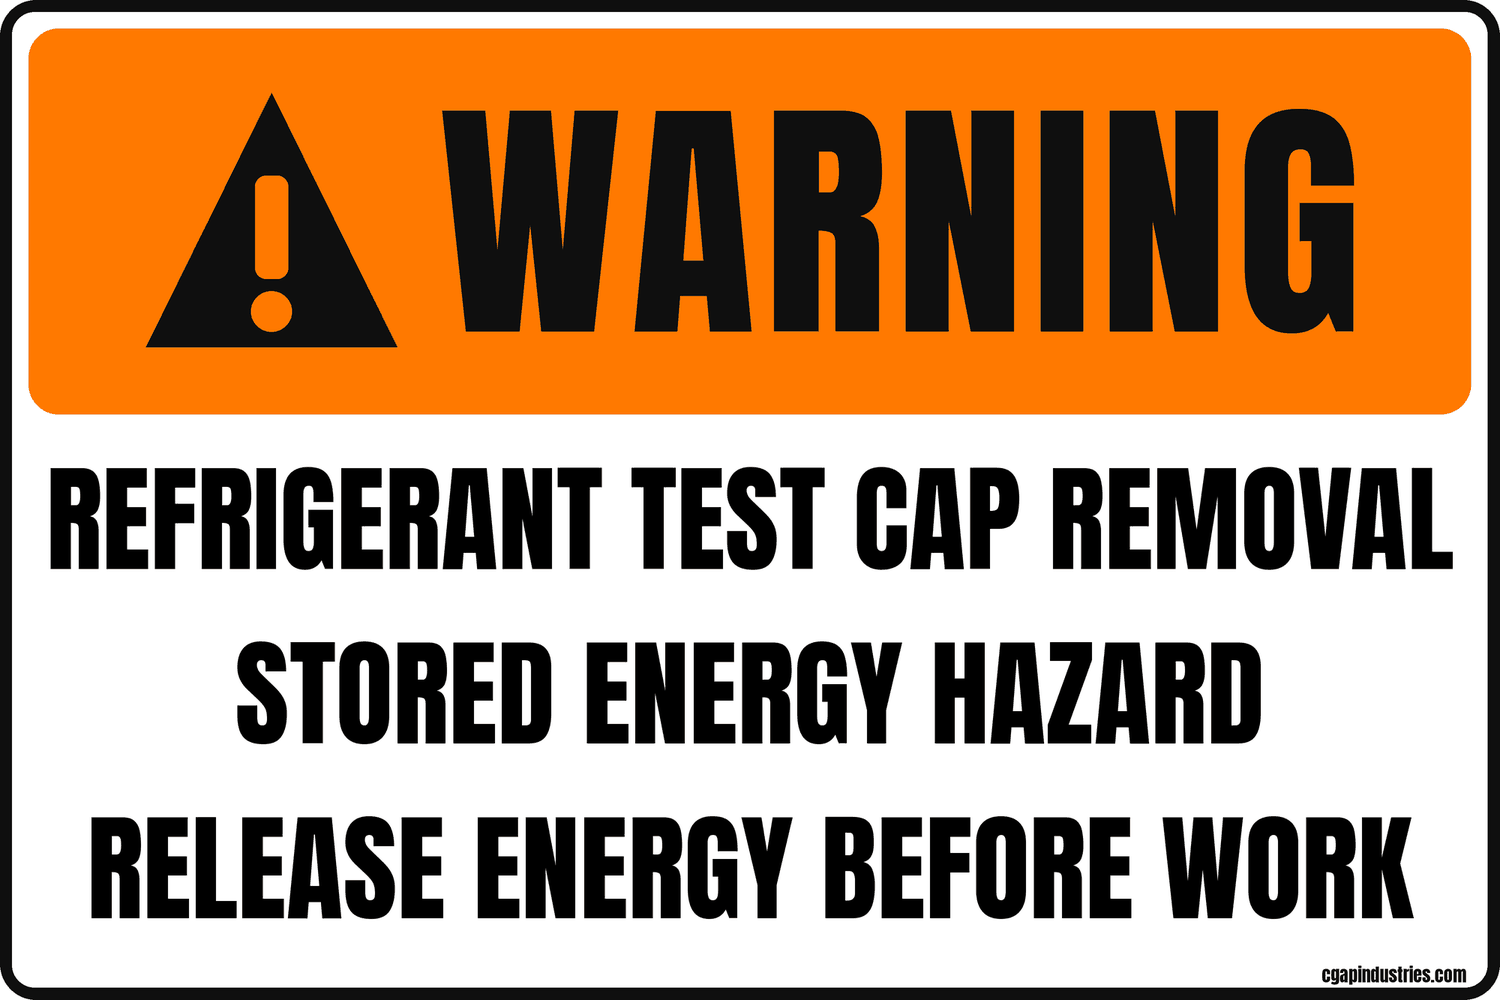 WARNING
REFRIGERANT TEST CAP REMOVAL
STORED ENERGY HAZARD
RELEASE ENERGY BEFORE WORK
cgapindustries.com